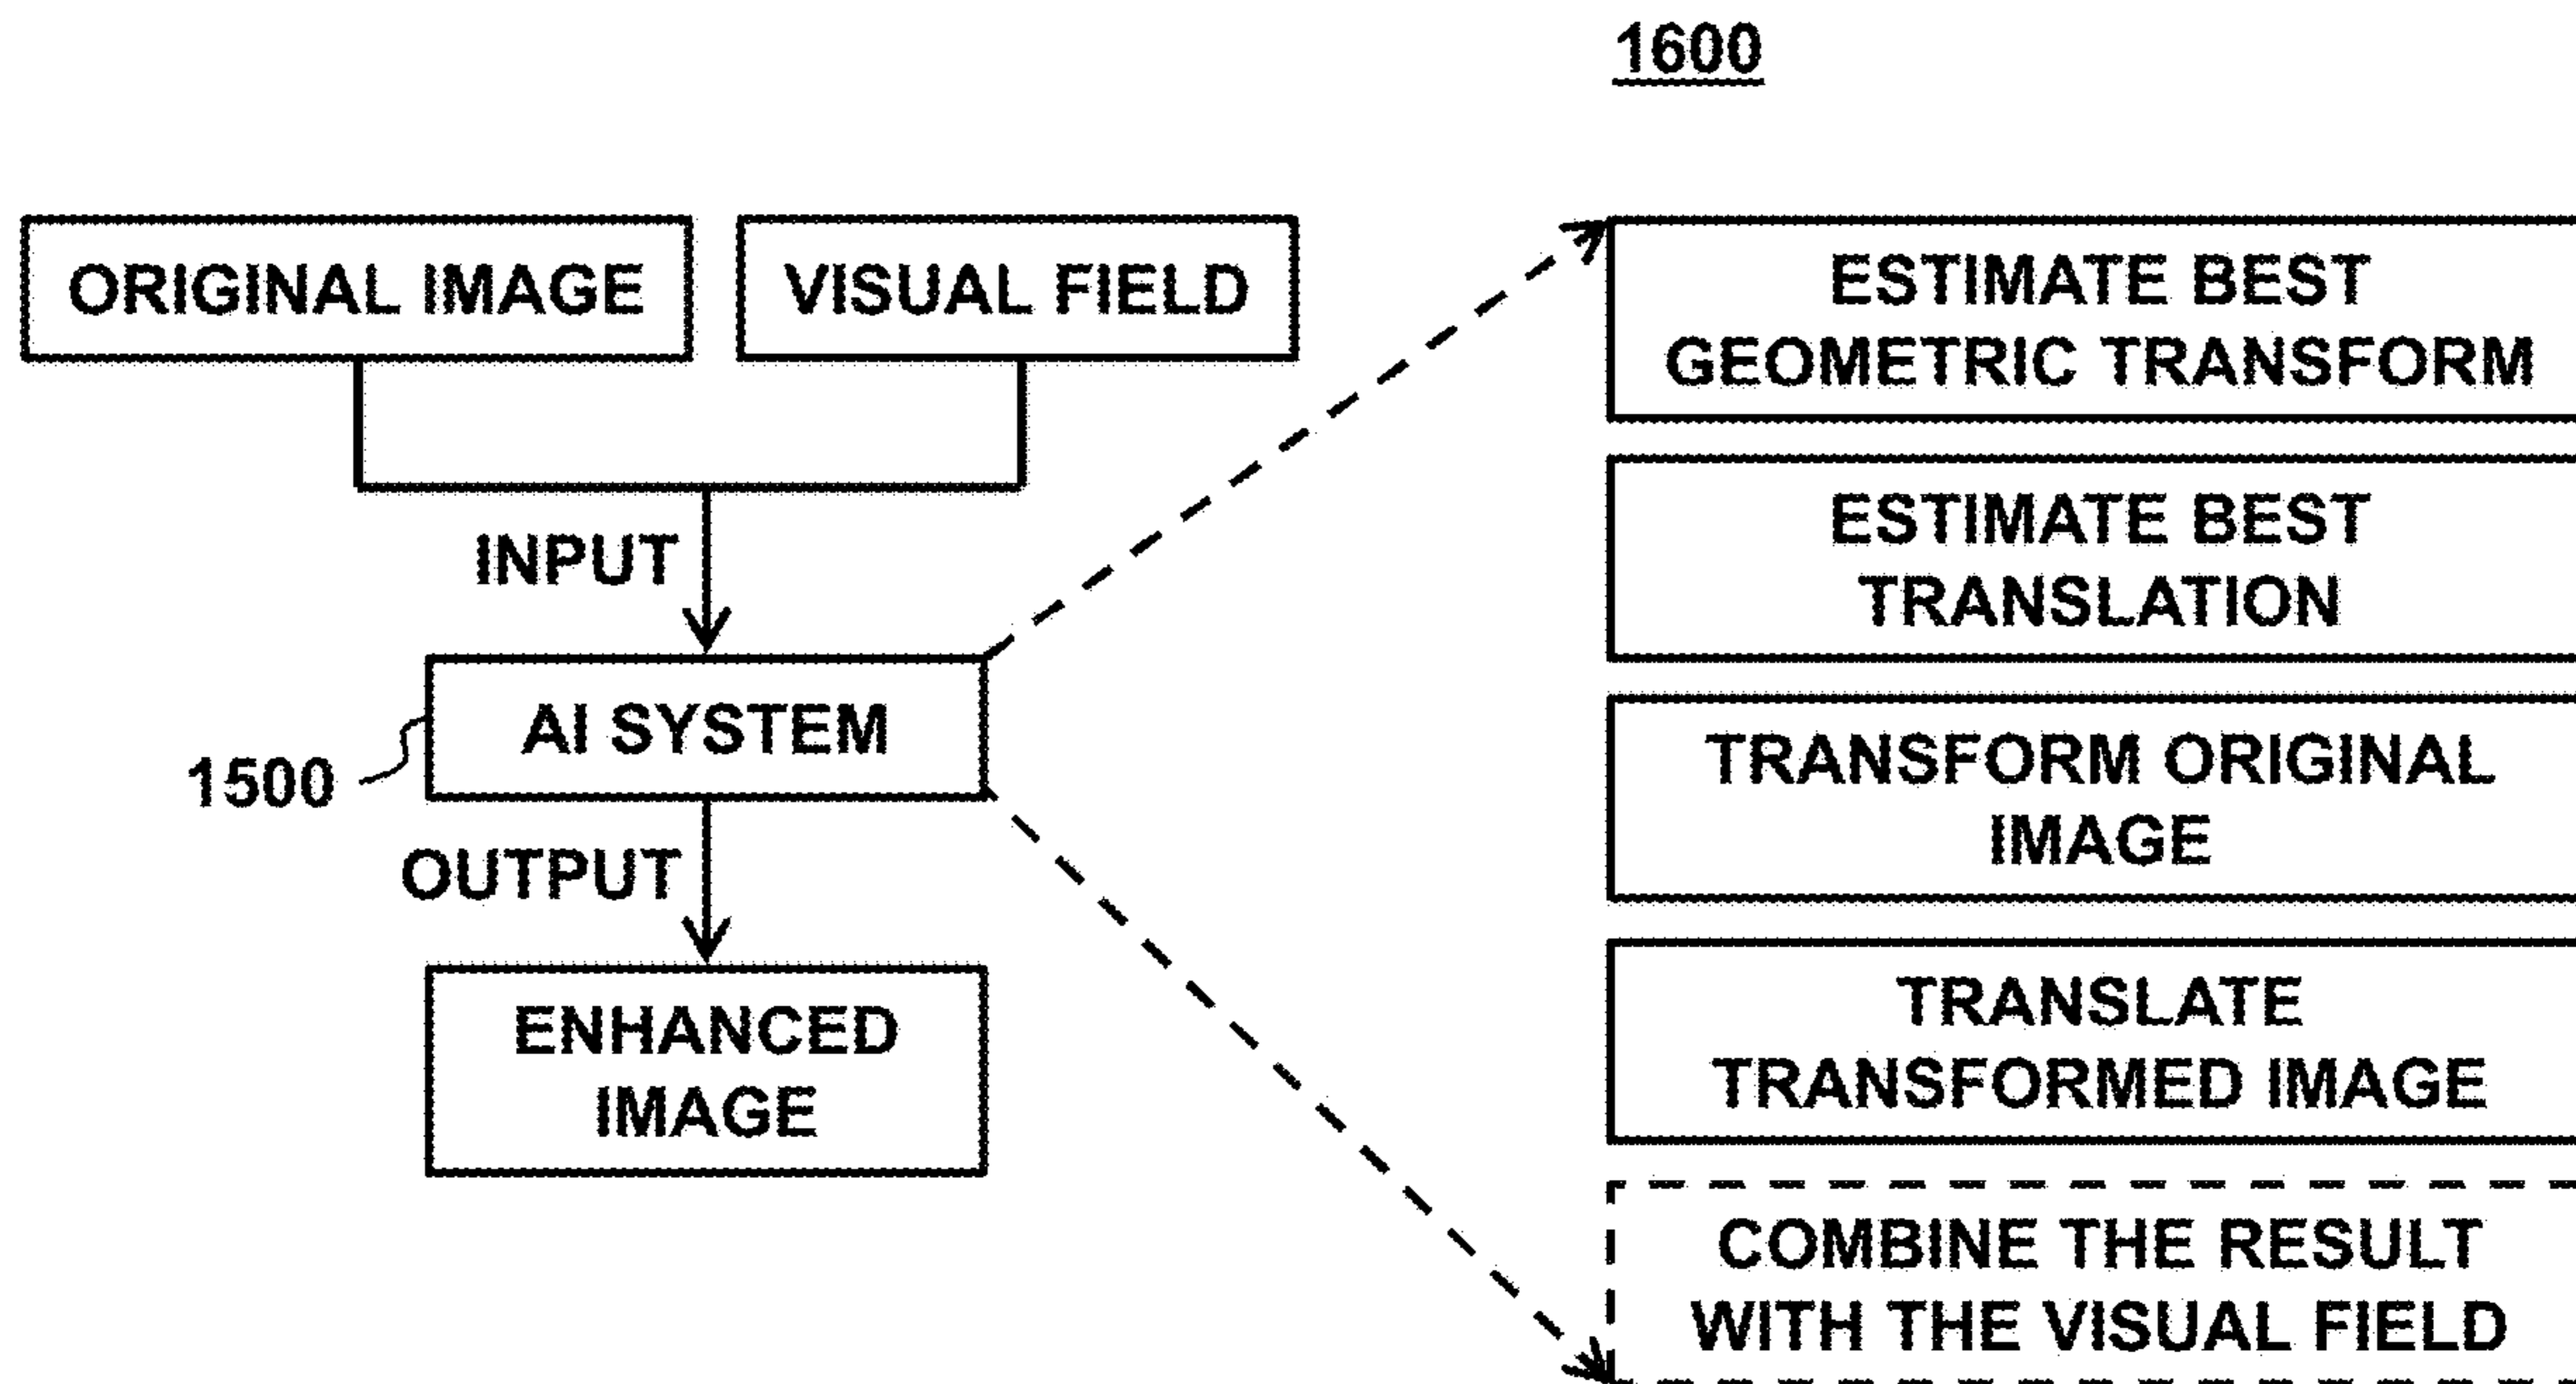 1600
ORIGINAL IMAGE
VISUAL FIELD
INPUT
AI SYSTEM
1500
OUTPUT
ENHANCED
IMAGE
ESTIMATE BEST
GEOMETRIC TRANSFORM
ESTIMATE BEST
TRANSLATION
TRANSFORM ORIGINAL
IMAGE
TRANSLATE
TRANSFORMED IMAGE
COMBINE THE RESULT
WITH THE VISUAL FIELD